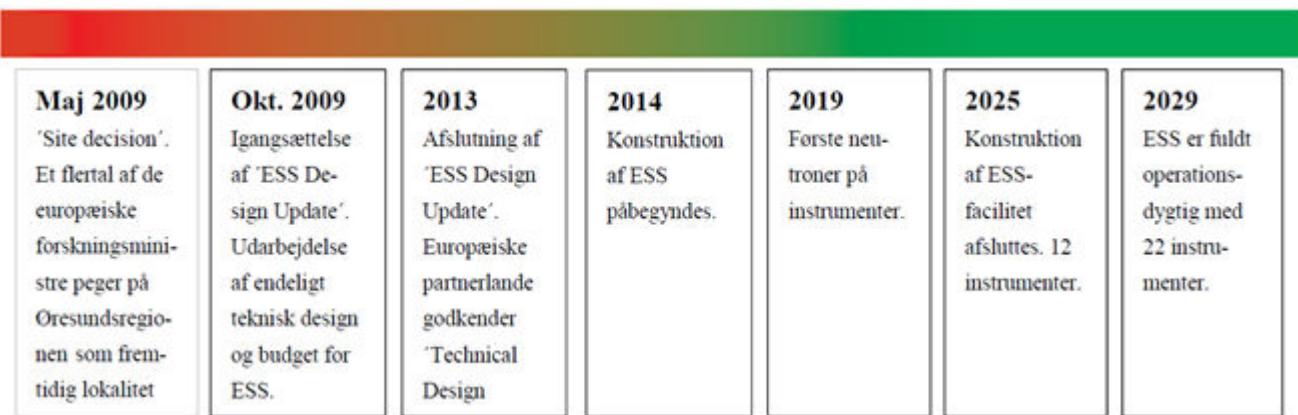 Maj 2009
´Site decision´.
Et flertal af de
europæiske
forskningsmini-
stre peger på
Øresundsregio-
nen som frem-
tidig lokalitet
Okt. 2009
Igangsættelse
af ´ESS De-
sign Update´.
Udarbejdelse
af endeligt
teknisk design
og budget for
ESS.
2013
Afslutning af
´ESS Design
Update´.
Europæiske
partnerlande
godkender
´Technical
Design
2014
Konstruktion
af ESS
påbegyndes.
2019
Første neu-
troner på
instrumenter.
2025
Konstruktion
af ESS-
facilitet
afsluttes. 12
instrumenter.
2029
ESS er fuldt
operations-
dygtig med
22 instru-
menter.